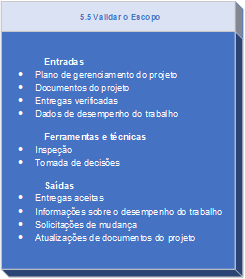 5.5 Validar o Escopo
Entradas
• Plano de gerenciamento do projeto
• Documentos do projeto
• Entregas verificadas
• Dados de desempenho do trabalho
Ferramentas e técnicas
• Inspeção
• Tomada de decisões
Saídas
• Entregas aceitas
• Informações sobre o desempenho do trabalho
• Solicitações de mudança
• Atualizações de documentos do projeto